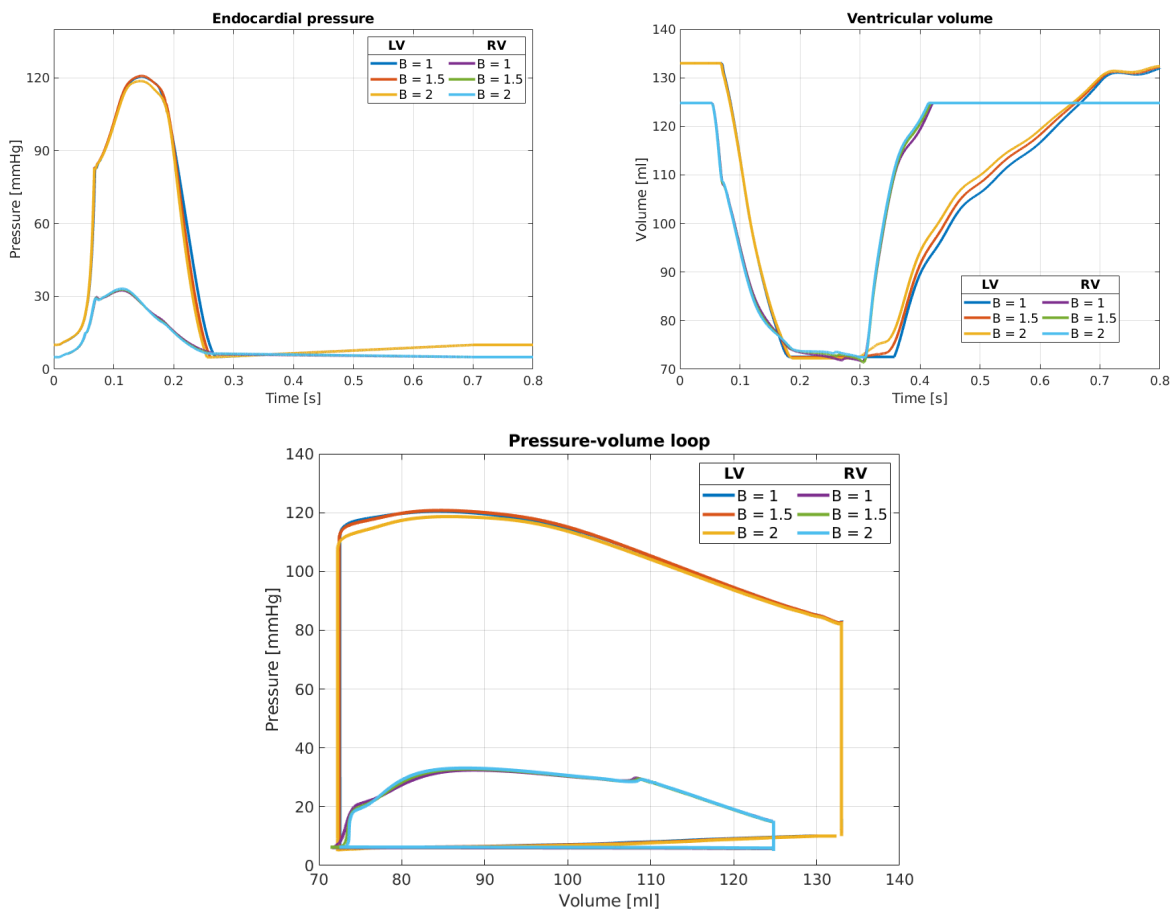 Endocardial pressure
LV RV
B = 1 B = 1
B = 1.5 B = 1.5
B = 2 B = 2
120
90
60
30
0
Pressure [mmHg]
0 0.1 0.2 0.3 0.4 0.5 0.6 0.7 0.8
Time [s]
Ventricular volume
140
130
120
110
100
90
80
70
Volume [ml]
LV RV
B = 1 B = 1
B = 1.5 B = 1.5
B = 2 B = 2
0 0.1 0.2 0.3 0.4 0.5 0.6 0.7 0.8
Time [s]
Pressure-volume loop
140
120
100
80
60
40
20
0
Pressure [mmHg]
LV RV
B = 1 B = 1
B = 1.5 B = 1.5
B = 2 B = 2
70 80 90 100 110 120 130 140
Volume [ml]